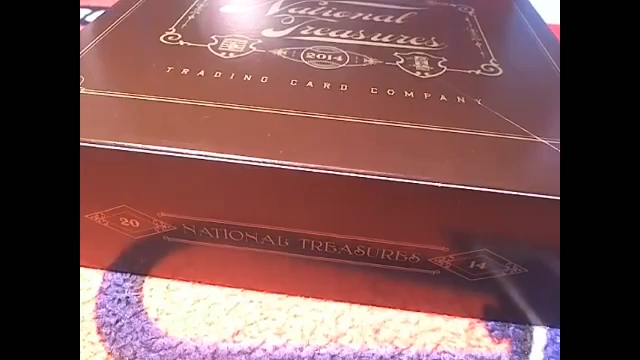 National
Treasures
2014
TRADING CARD COMPANY
20 NATIONAL TREASURES 14